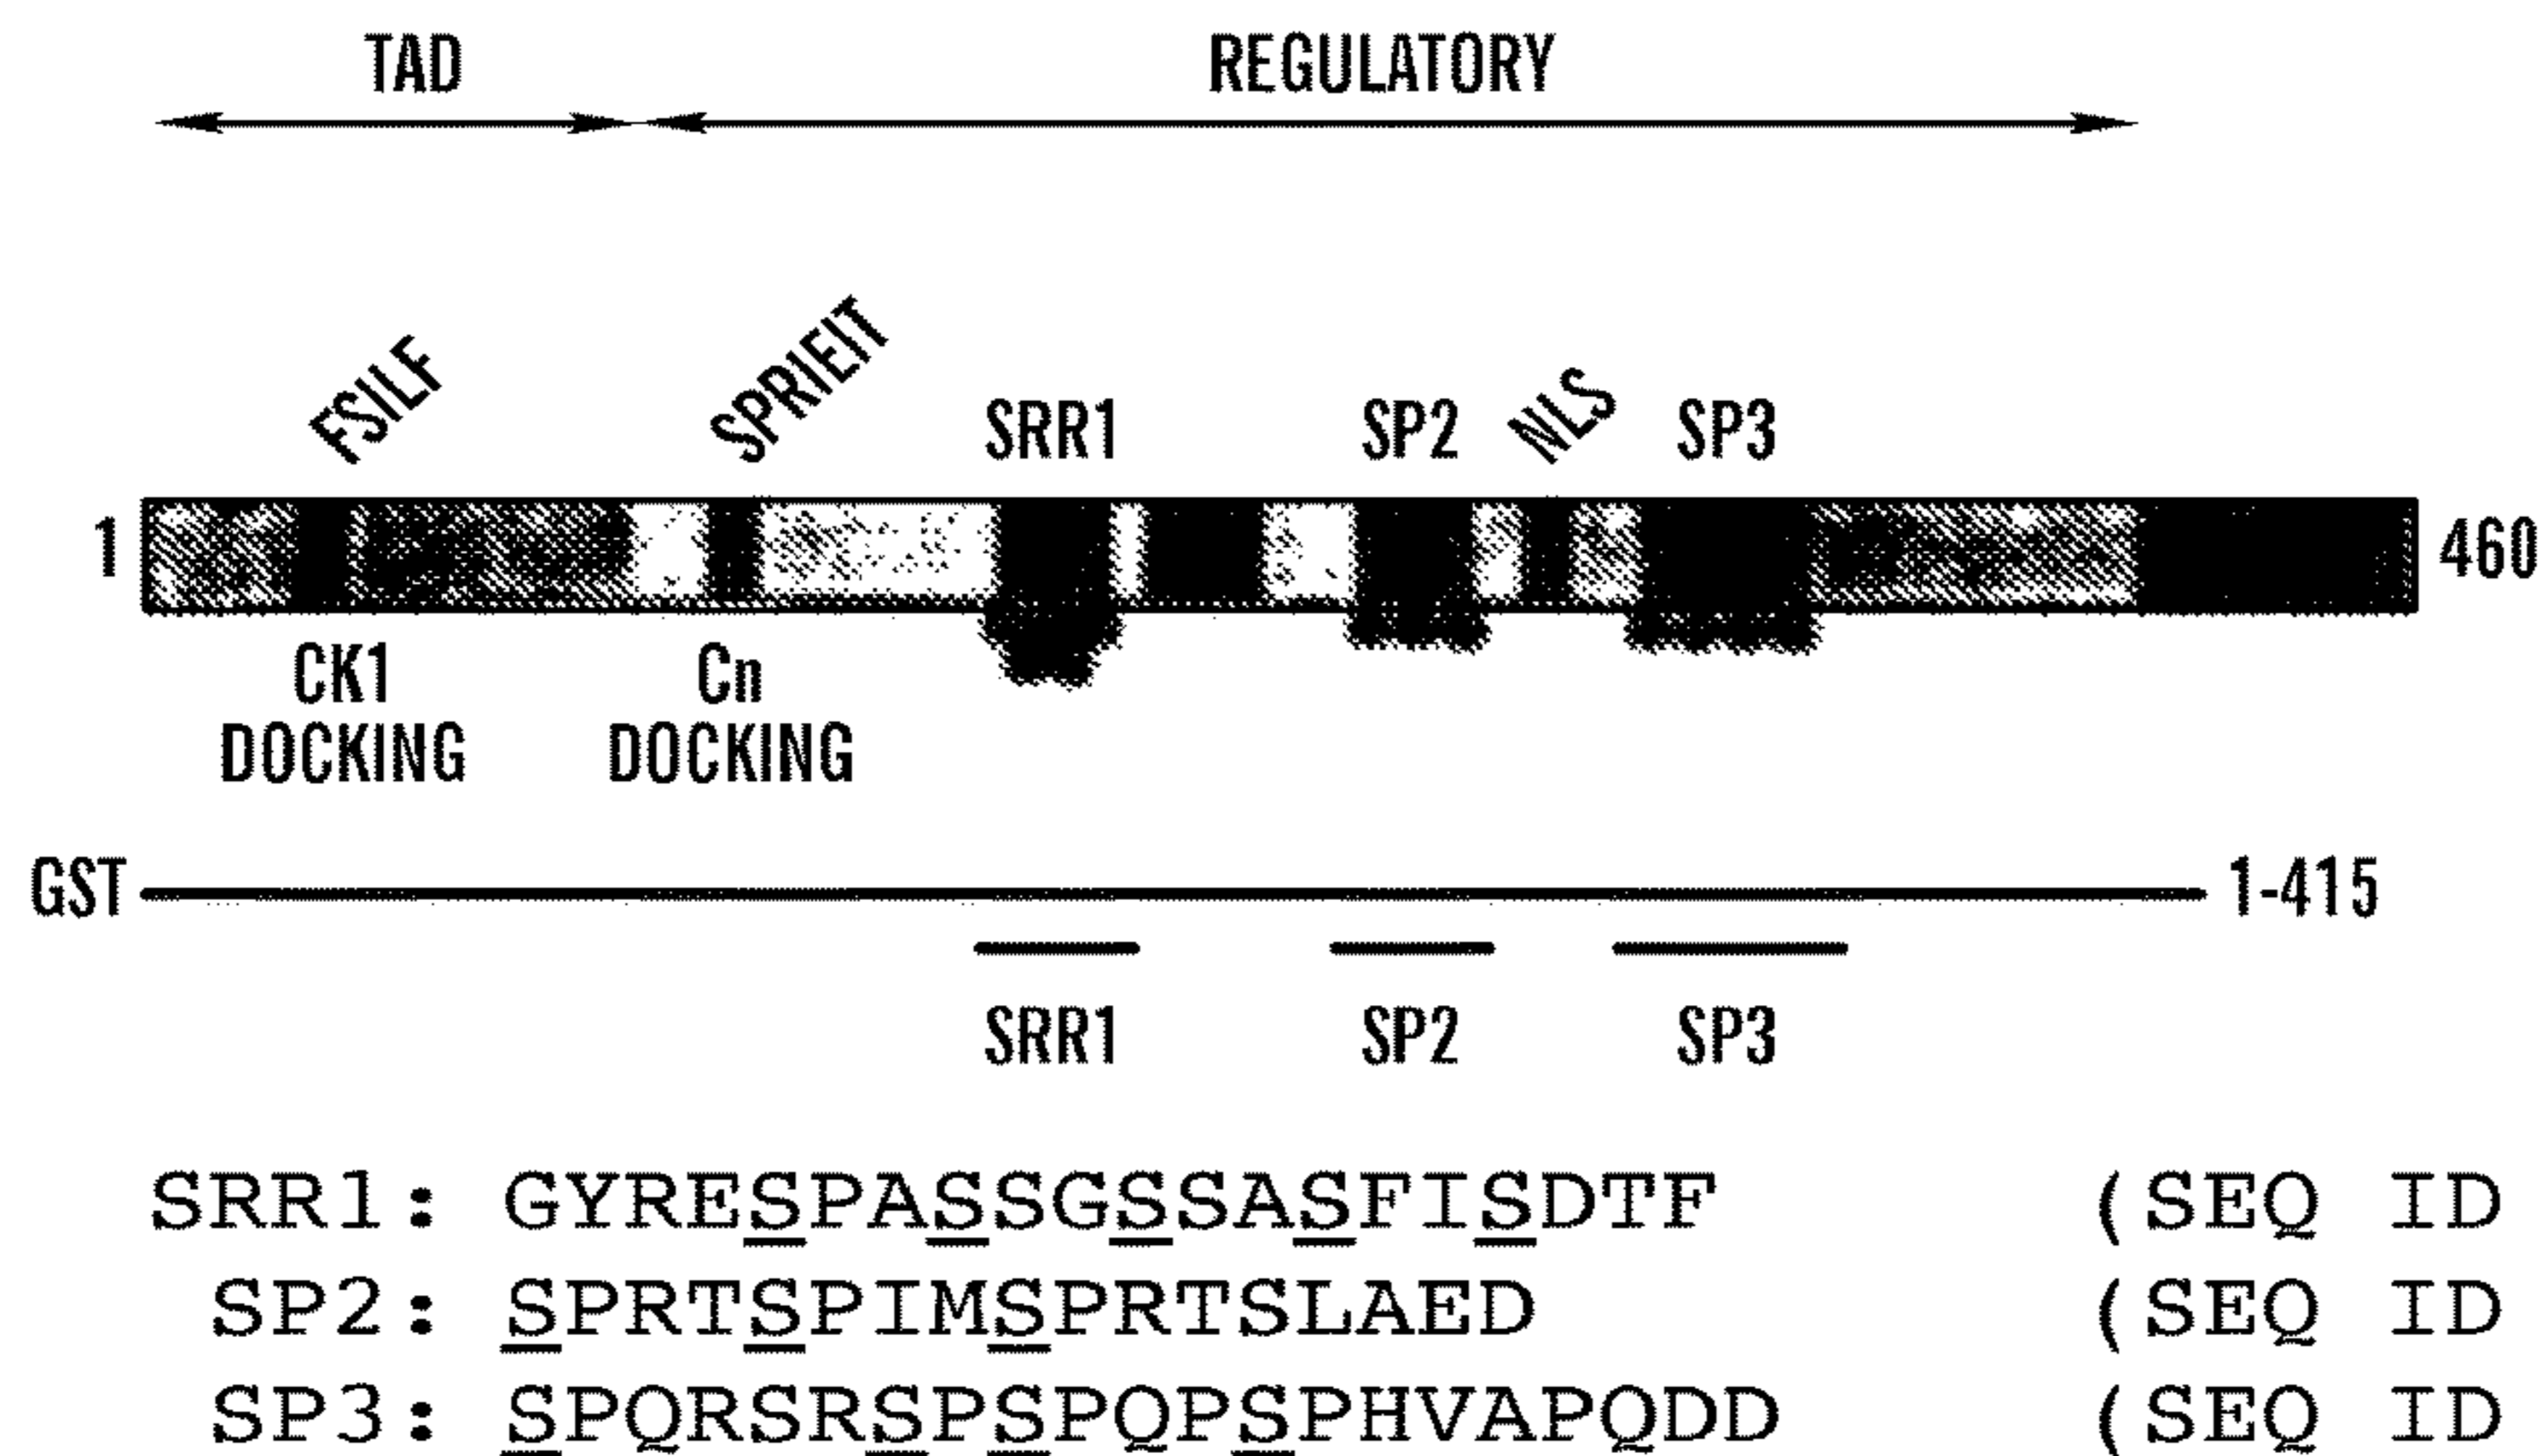 TAD REGULATORY
FSILF SPRIEIT SRR1 SP2 NLS SP3
1 460
CK1 DOCKING Cn DOCKING
GST 1-415
SRR1 SP2 SP3
SRR1: GYRESPASSGSSASFISDTF (SEQ ID
SP2: SPRTSPIMSPRTSLAED (SEQ ID
SP3: SPQRSRSPSPQPSPHVAPQDD (SEQ ID